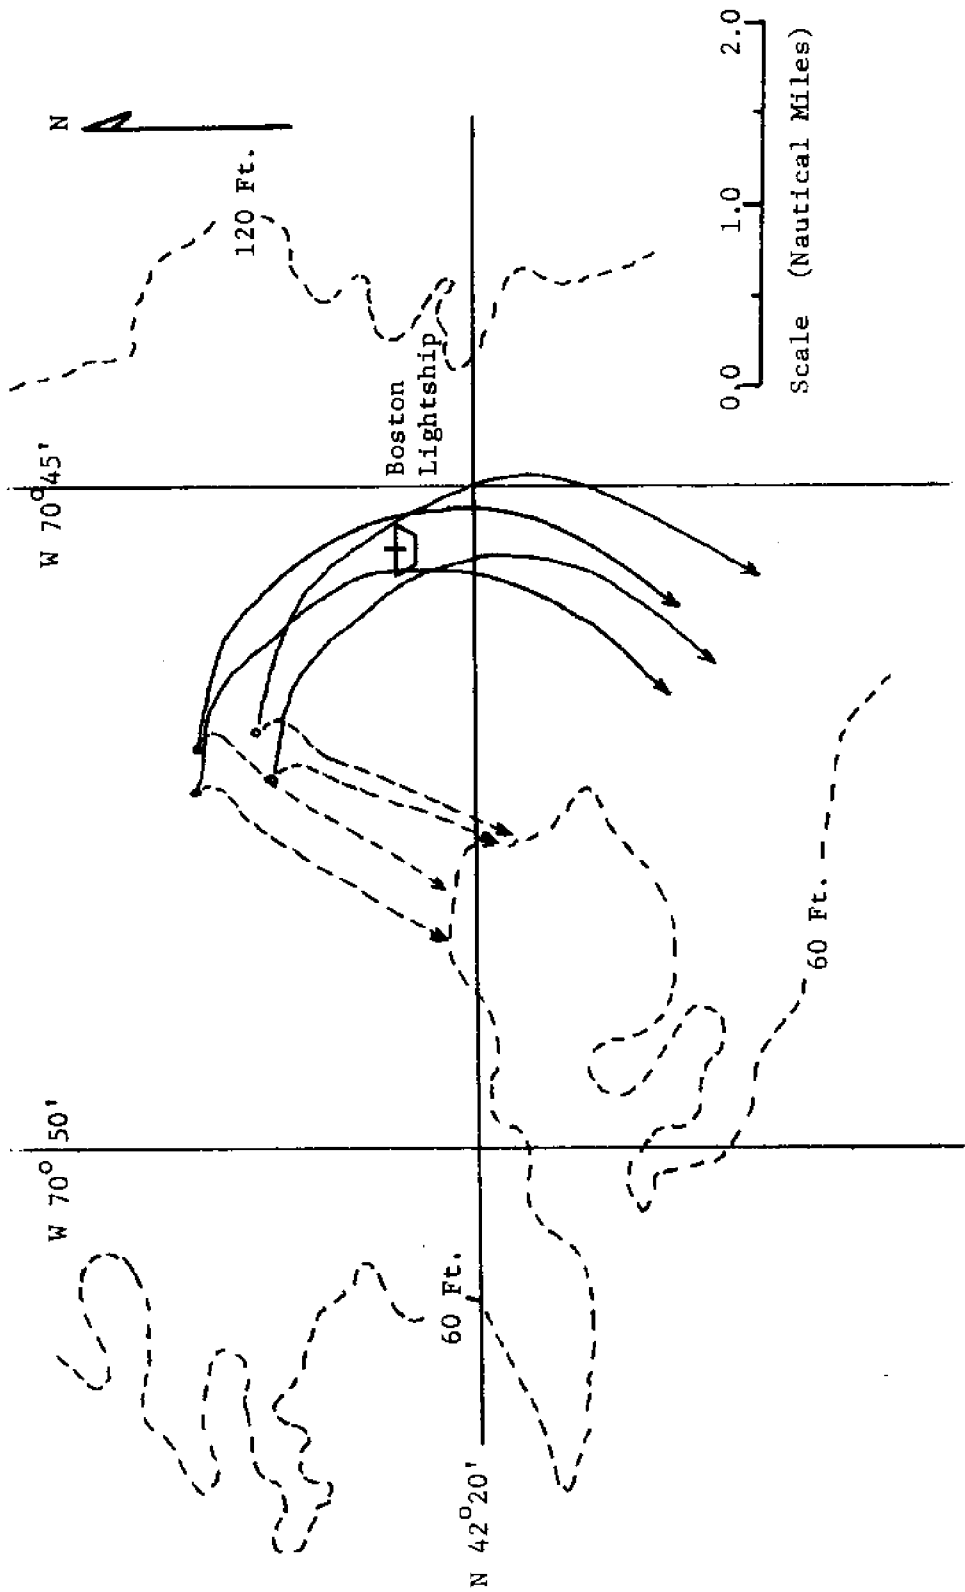 N
120 Ft.
W 70° 45'
Boston
Lightship
0.0 1.0 2.0
Scale (Nautical Miles)
W 70° 50'
60 Ft.
60 Ft.
N 42°20'